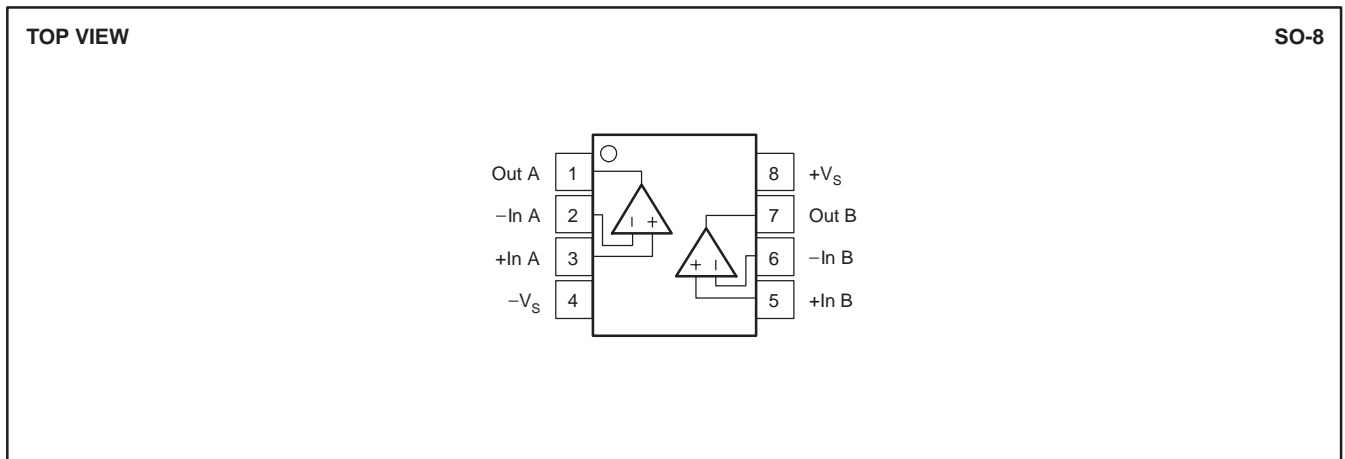 TOP VIEW SO-8
Out A 1 8 +VS
−In A 2 − + 7 Out B
+In A 3 + − 6 −In B
−VS 4 5 +In B